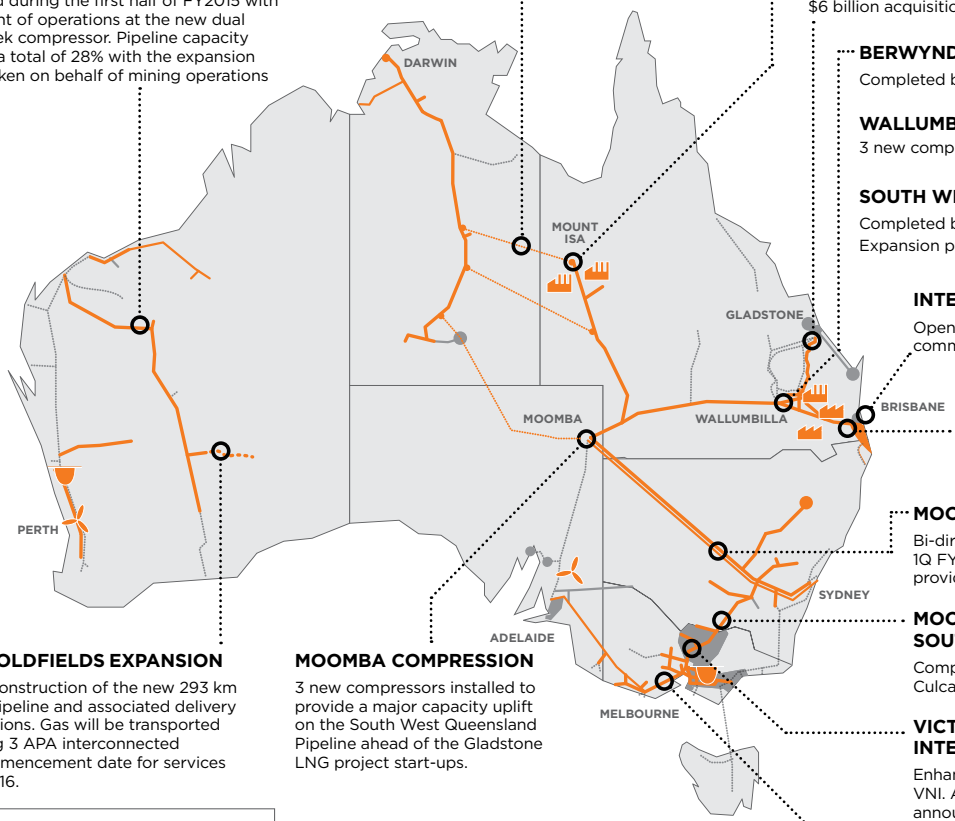 d during the first half of FY2015 with
nt of operations at the new dual
ek compressor. Pipeline capacity
a total of 28% with the expansion
ken on behalf of mining operations
$6 billion acquisition
BERWYND
Completed b
WALLUMB
3 new comp
SOUTH WE
Completed b
Expansion p
INTE
Open
comm
DARWIN
MOUNT
ISA
GLADSTONE
MOOMBA
WALLUMBILLA
BRISBANE
PERTH
SYDNEY
ADELAIDE
MELBOURNE
MOO
Bi-dir
1Q FY
provid
MOO
SOU
Comp
Culca
VICT
INTE
Enhan
VNI. A
annou
OLDFIELDS EXPANSION
onstruction of the new 293 km
ipeline and associated delivery
ions. Gas will be transported
g 3 APA interconnected
mmencement date for services
16.
MOOMBA COMPRESSION
3 new compressors installed to
provide a major capacity uplift
on the South West Queensland
Pipeline ahead of the Gladstone
LNG project start-ups.